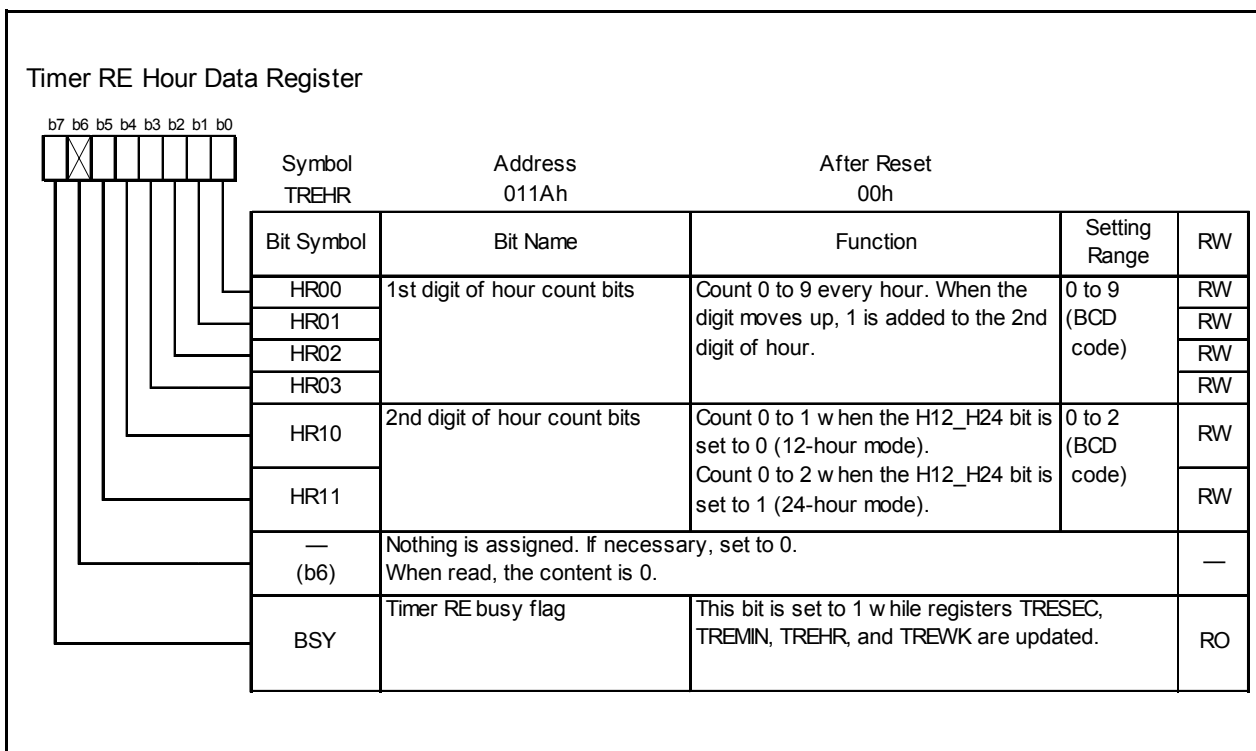 Timer RE Hour Data Register
b7 b6 b5 b4 b3 b2 b1 b0
Symbol Address After Reset
TREHR 011Ah 00h
Bit Symbol Bit Name Function Setting Range RW
HR00 1st digit of hour count bits Count 0 to 9 every hour. When the 0 to 9 RW
HR01 digit moves up, 1 is added to the 2nd (BCD RW
HR02 digit of hour. code) RW
HR03 RW
HR10 2nd digit of hour count bits Count 0 to 1 w hen the H12_H24 bit is 0 to 2 RW
set to 0 (12-hour mode). (BCD
HR11 Count 0 to 2 w hen the H12_H24 bit is code) RW
set to 1 (24-hour mode).
— Nothing is assigned. If necessary, set to 0. —
(b6) When read, the content is 0.
BSY Timer RE busy flag This bit is set to 1 w hile registers TRESEC, RO
TREMIN, TREHR, and TREWK are updated.